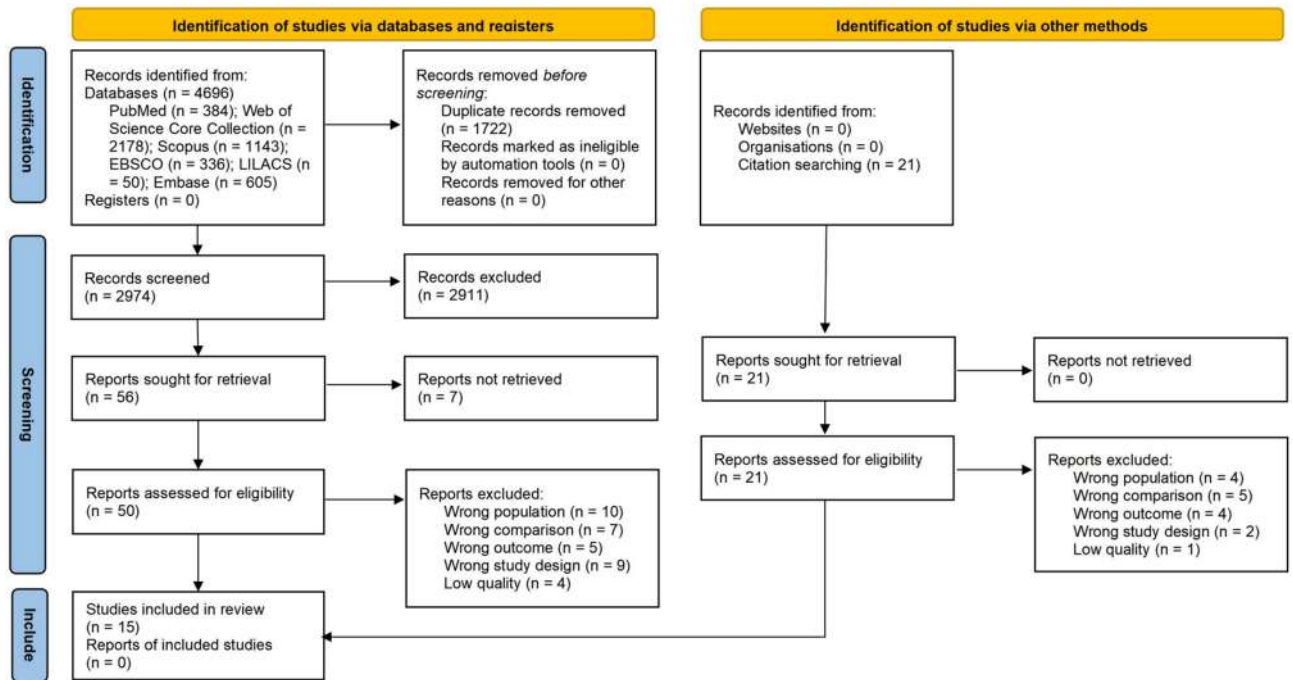 Identification of studies via databases and registers
Identification of studies via other methods
Identification
Records identified from:
Databases (n = 4696)
PubMed (n = 384); Web of
Science Core Collection (n =
2178); Scopus (n = 1143);
EBSCO (n = 336); LILACS (n
= 50); Embase (n = 605)
Registers (n = 0)
Records removed before
screening:
Duplicate records removed
(n = 1722)
Records marked as ineligible
by automation tools (n = 0)
Records removed for other
reasons (n = 0)
Records identified from:
Websites (n = 0)
Organisations (n = 0)
Citation searching (n = 21)
Screening
Records screened
(n = 2974)
Records excluded
(n = 2911)
Reports sought for retrieval
(n = 56)
Reports not retrieved
(n = 7)
Reports sought for retrieval
(n = 21)
Reports not retrieved
(n = 0)
Reports assessed for eligibility
(n = 50)
Reports excluded:
Wrong population (n = 10)
Wrong comparison (n = 7)
Wrong outcome (n = 5)
Wrong study design (n = 9)
Low quality (n = 4)
Reports assessed for eligibility
(n = 21)
Reports excluded:
Wrong population (n = 4)
Wrong comparison (n = 5)
Wrong outcome (n = 4)
Wrong study design (n = 2)
Low quality (n = 1)
Include
Studies included in review
(n = 15)
Reports of included studies
(n = 0)